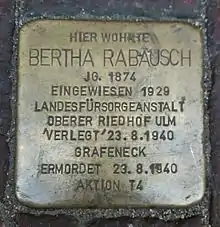 HIER WOHNTE
BERTHA RABAUSCH
JG. 1874
EINGEWIESEN 1929
LANDESFÜRSORGEANSTALT
OBERER RIEDHOF ULM
'VERLEGT' 23.8.1940
GRAFENECK
ERMORDET 23.8.1940
AKTION T4